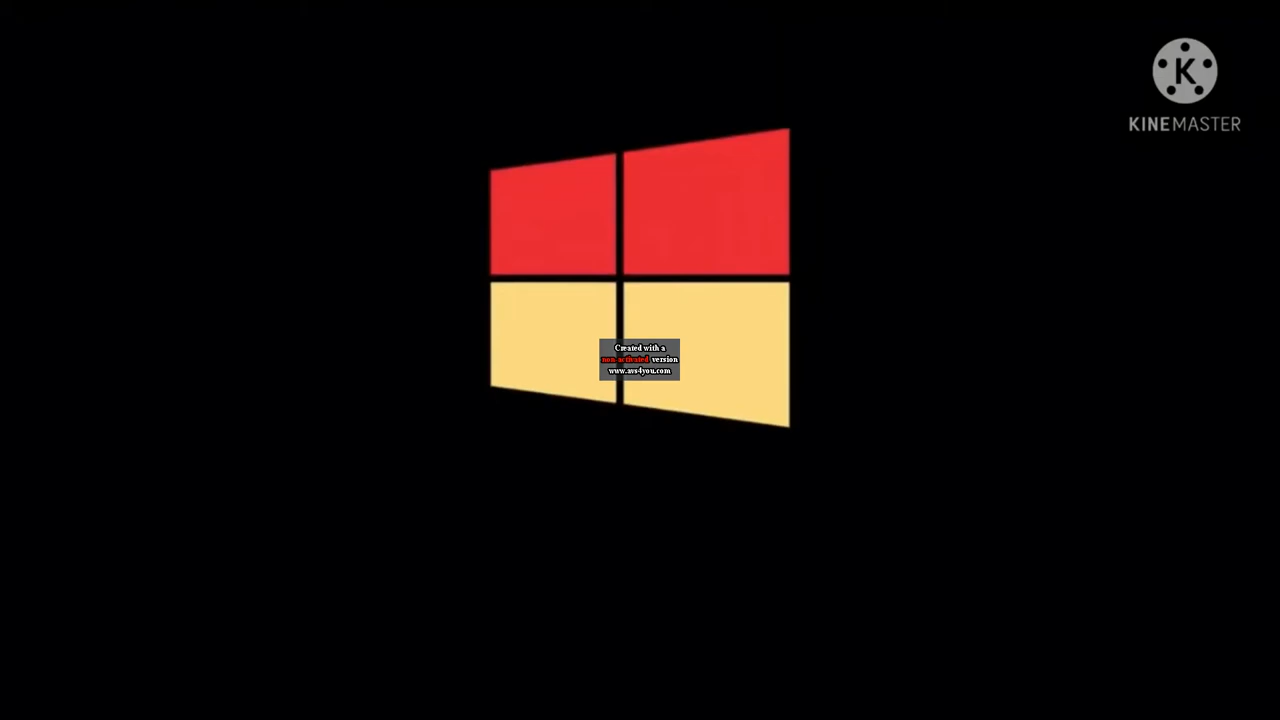 K
KINEMASTER
Created with a
non-activated version
www.avs4you.com